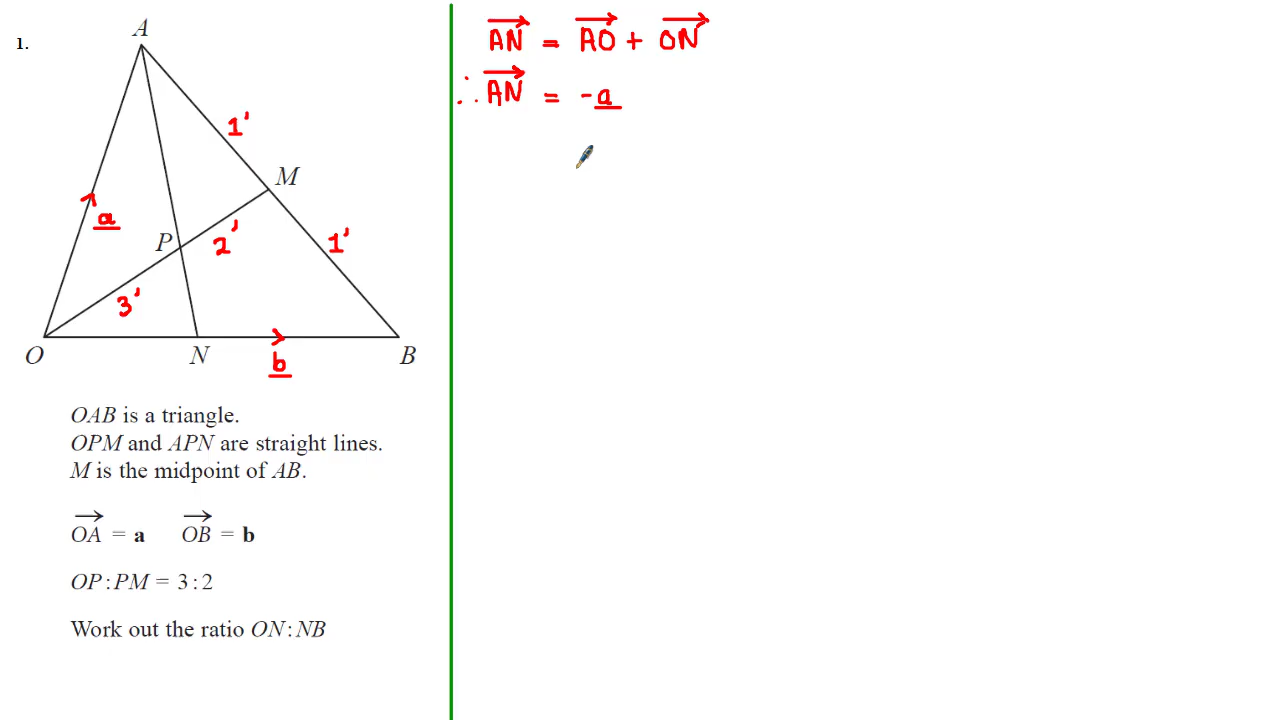 1.
A
1'
M
a
P
2'
1'
3'
O
N
B
b
OAB is a triangle.
OPM and APN are straight lines.
M is the midpoint of AB.
OA = a OB = b
OP : PM = 3 : 2
Work out the ratio ON : NB
AN = AO + ON
∴ AN = -a